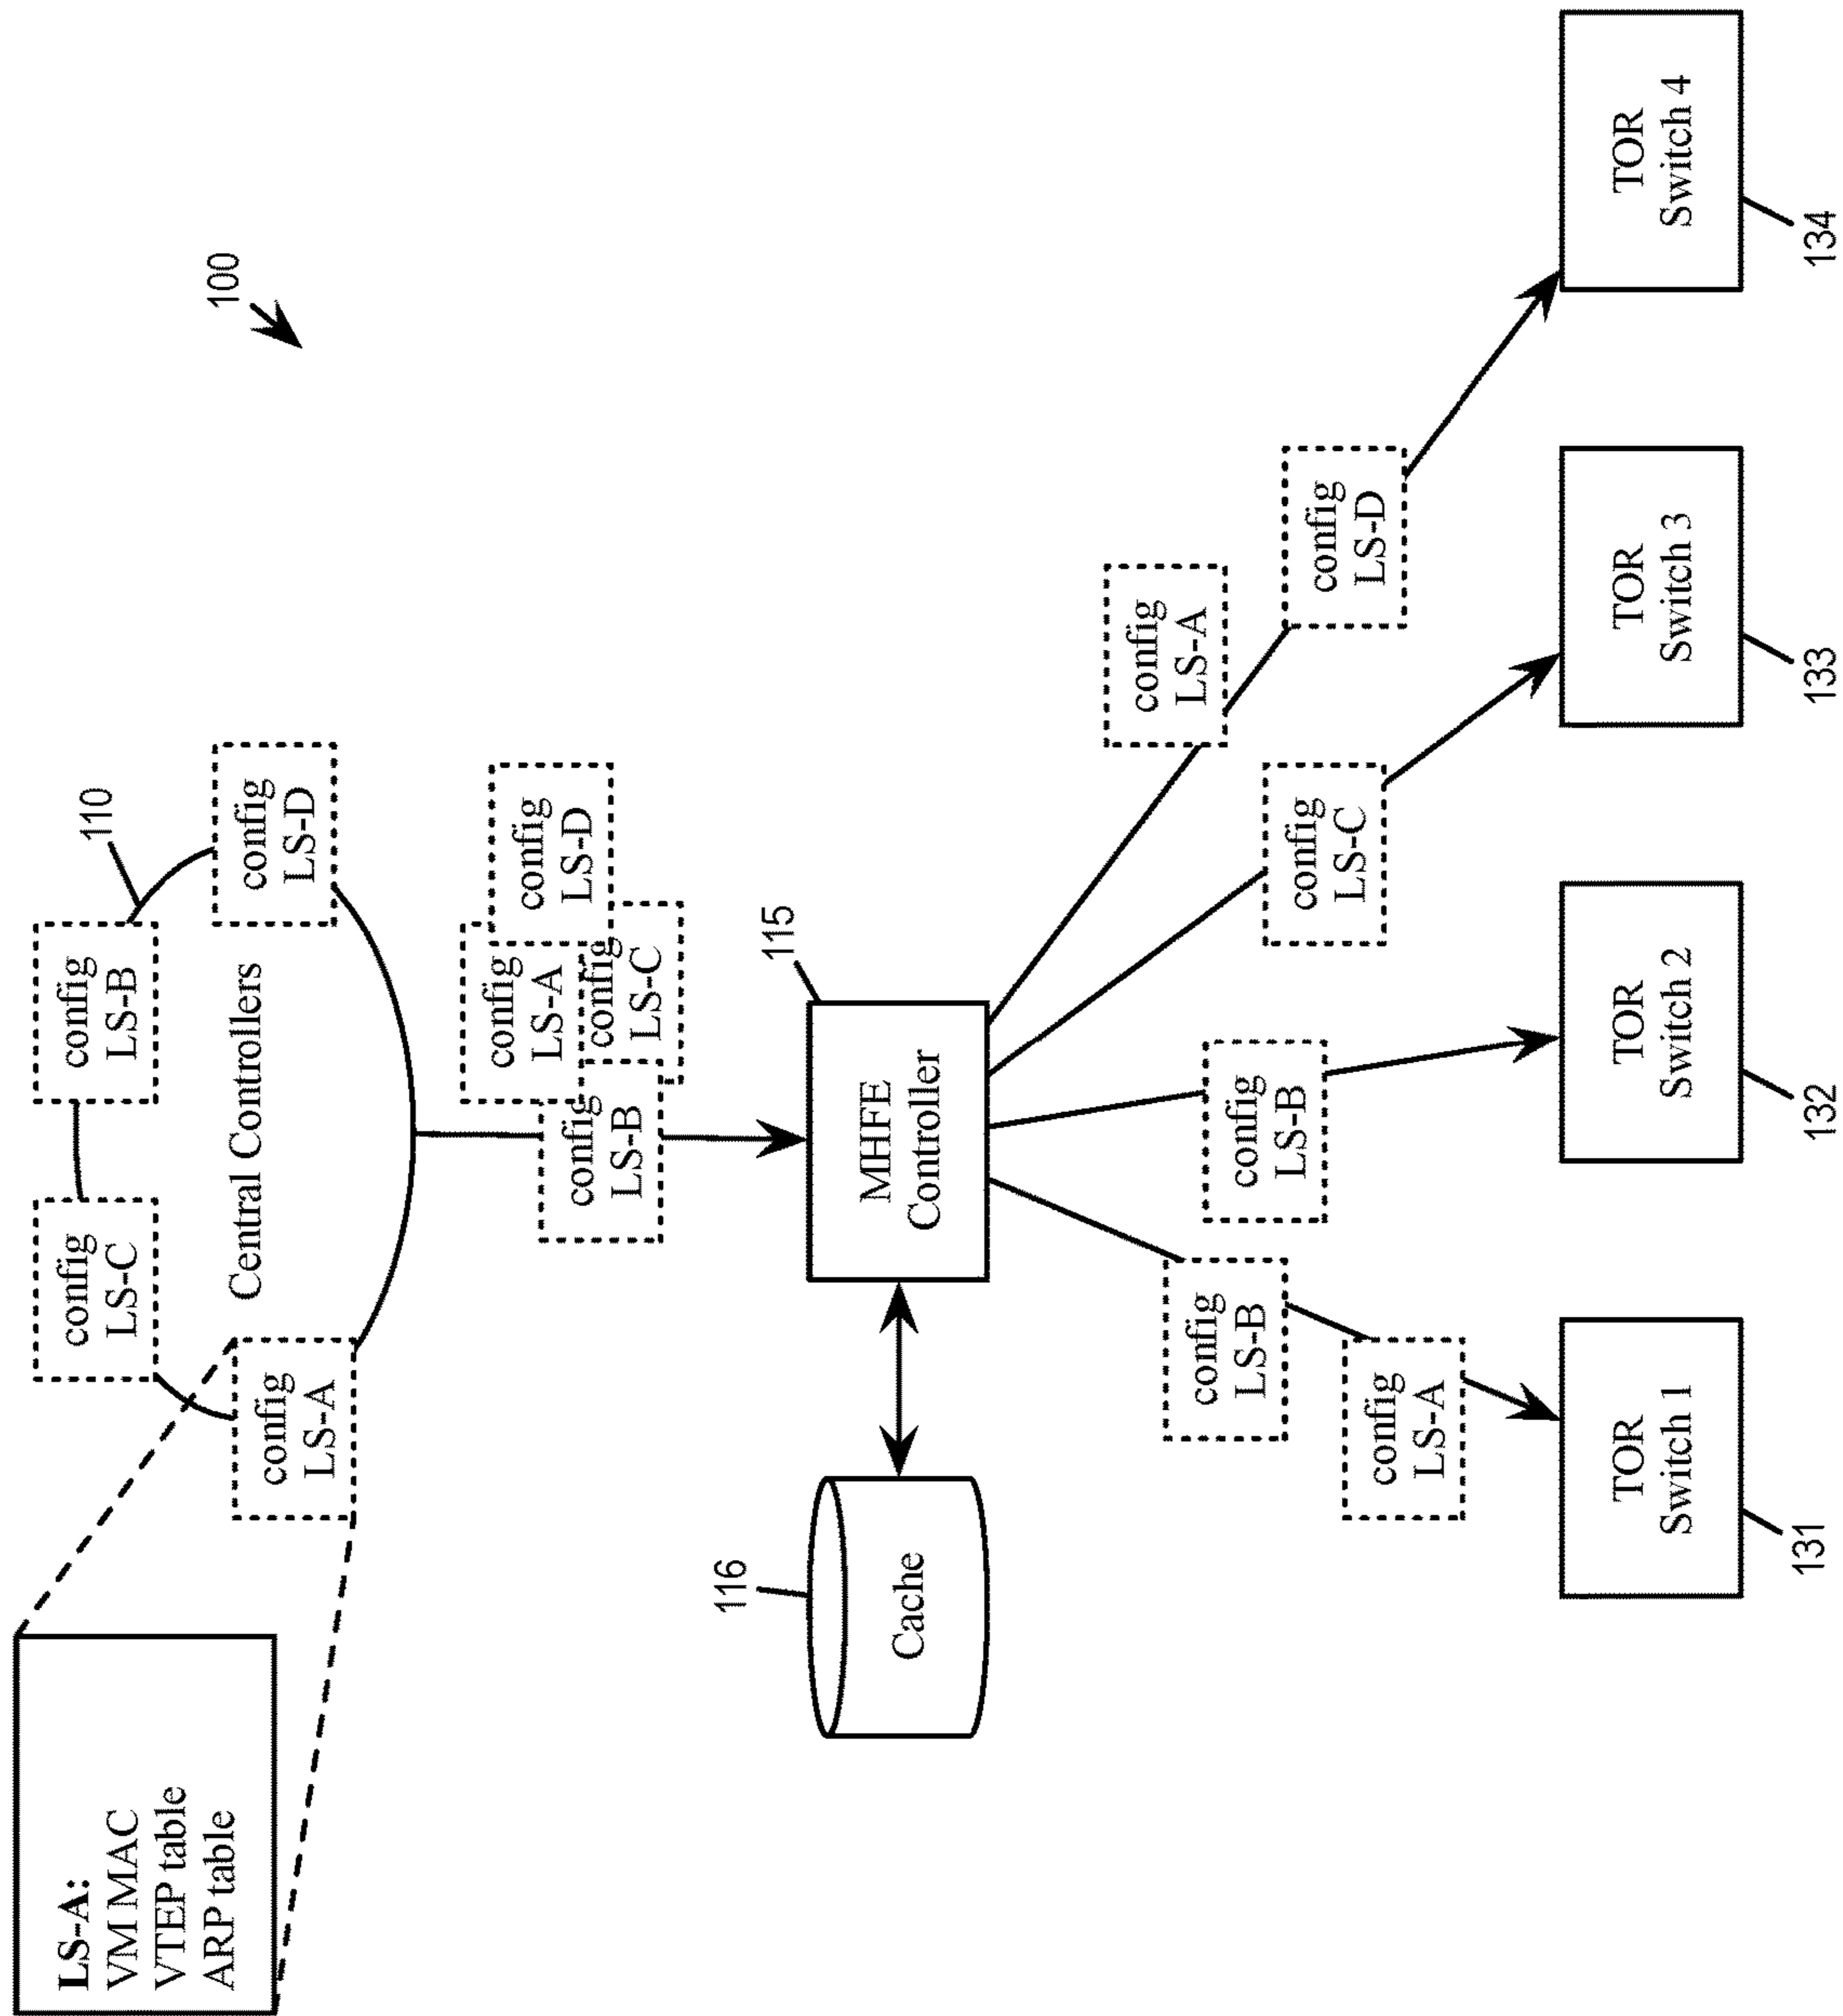 100
LS-A:
VM MAC
VTEP table
ARP table
config
LS-C
config
LS-B
110
config
LS-A
Central Controllers
config
LS-D
config
LS-A
config
LS-D
config
LS-B
config
LS-C
116
Cache
115
MHFE
Controller
config
LS-A
config
LS-B
config
LS-B
config
LS-C
config
LS-D
config
LS-A
TOR
Switch 1
TOR
Switch 2
TOR
Switch 3
TOR
Switch 4
131
132
133
134